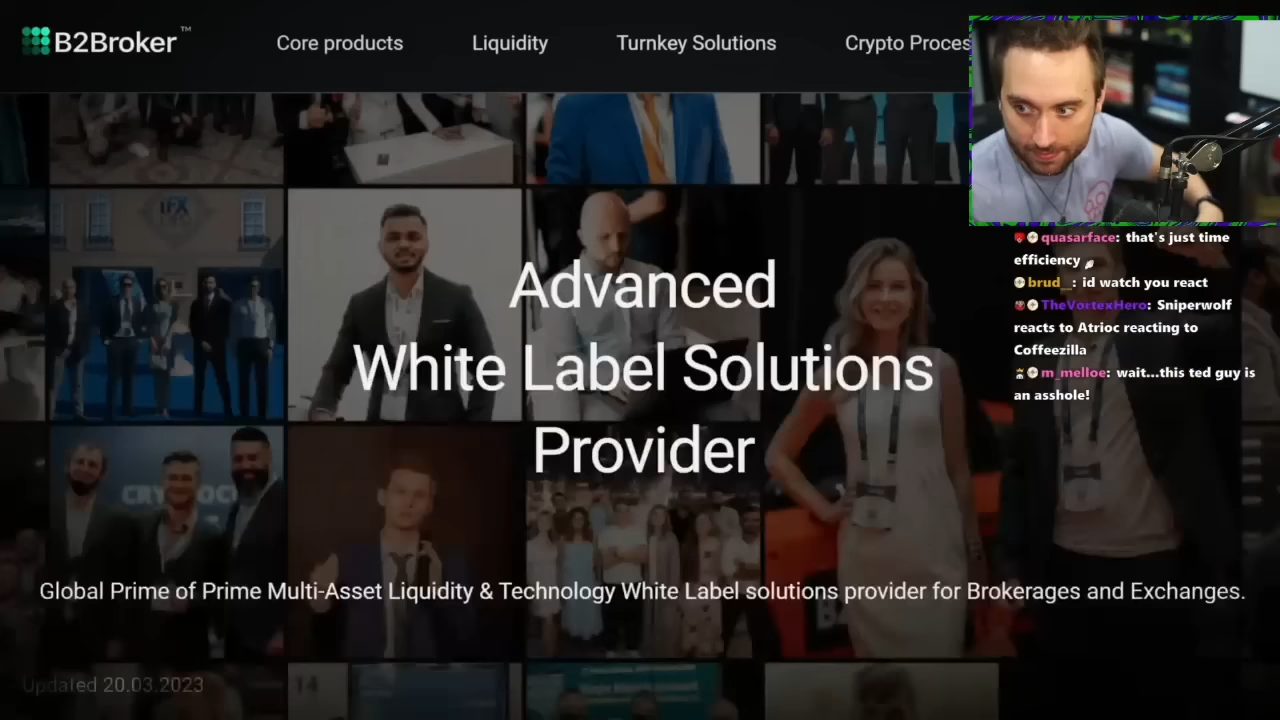 B2Broker™
Core products
Liquidity
Turnkey Solutions
Crypto Proces
IFX
Advanced
White Label Solutions
Provider
Global Prime of Prime Multi-Asset Liquidity & Technology White Label solutions provider for Brokerages and Exchanges.
Updated 20.03.2023
14
quasarface: that's just time
efficiency
brud__: id watch you react
TheVortexHero: Sniperwolf
reacts to Atrioc reacting to
Coffeezilla
m_melloe: wait...this ted guy is
an asshole!